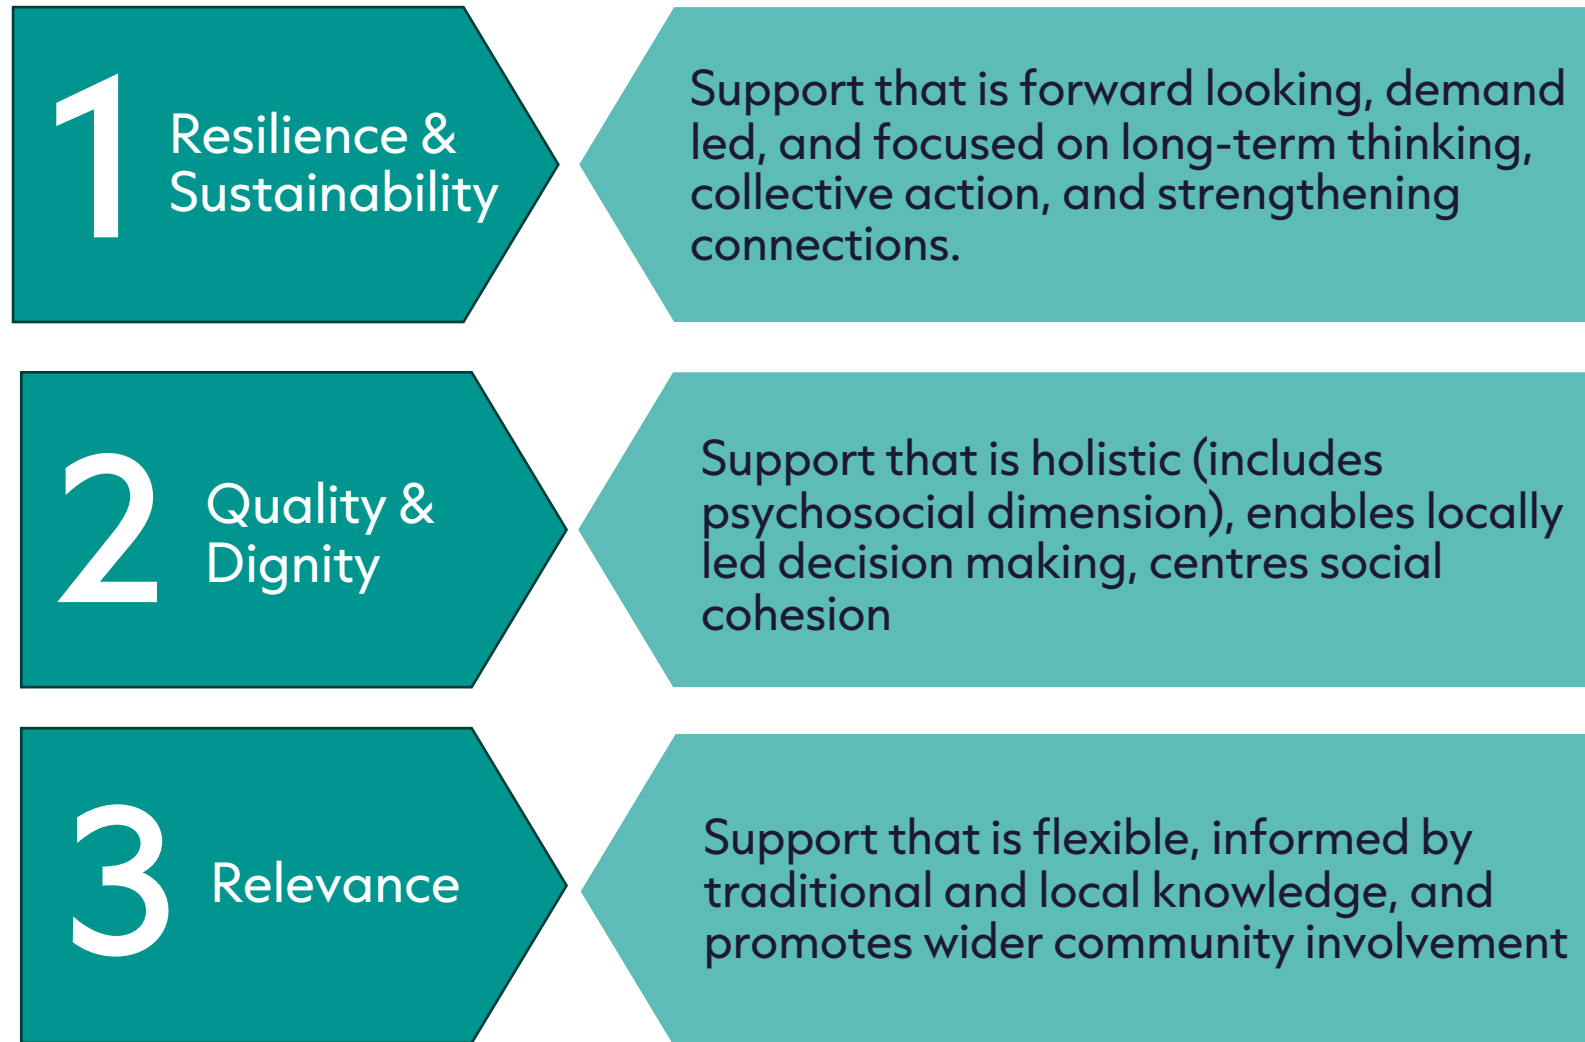 1
Resilience &
Sustainability
Support that is forward looking, demand
led, and focused on long-term thinking,
collective action, and strengthening
connections.
2
Quality &
Dignity
Support that is holistic (includes
psychosocial dimension), enables locally
led decision making, centres social
cohesion
3
Relevance
Support that is flexible, informed by
traditional and local knowledge, and
promotes wider community involvement